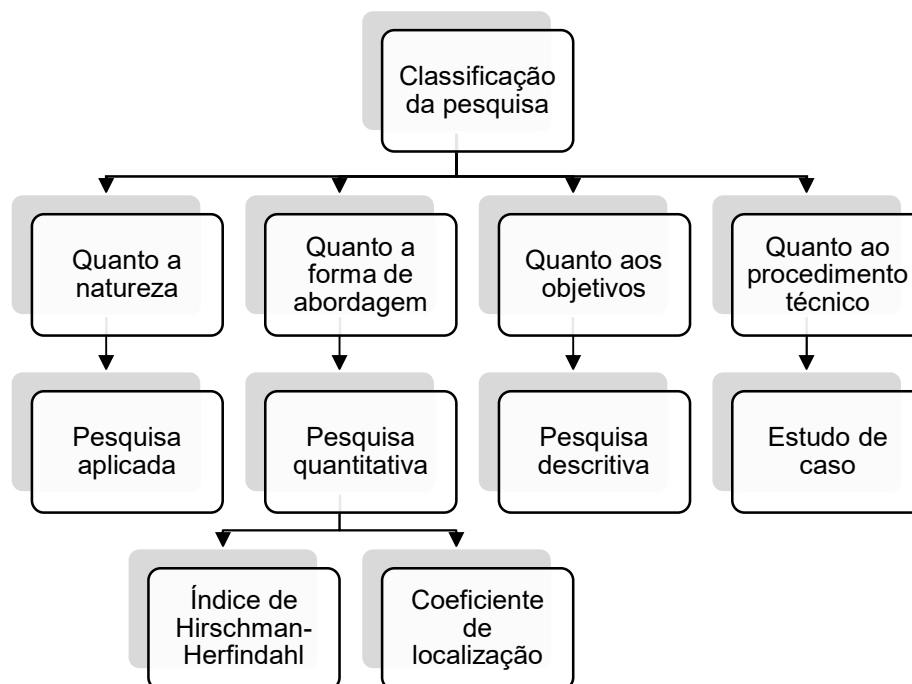 Classificação
da pesquisa
Quanto a
natureza
Quanto a
forma de
abordagem
Quanto aos
objetivos
Quanto ao
procedimento
técnico
Pesquisa
aplicada
Pesquisa
quantitativa
Pesquisa
descritiva
Estudo de
caso
Índice de
Hirschman-
Herfindahl
Coeficiente
de
localização